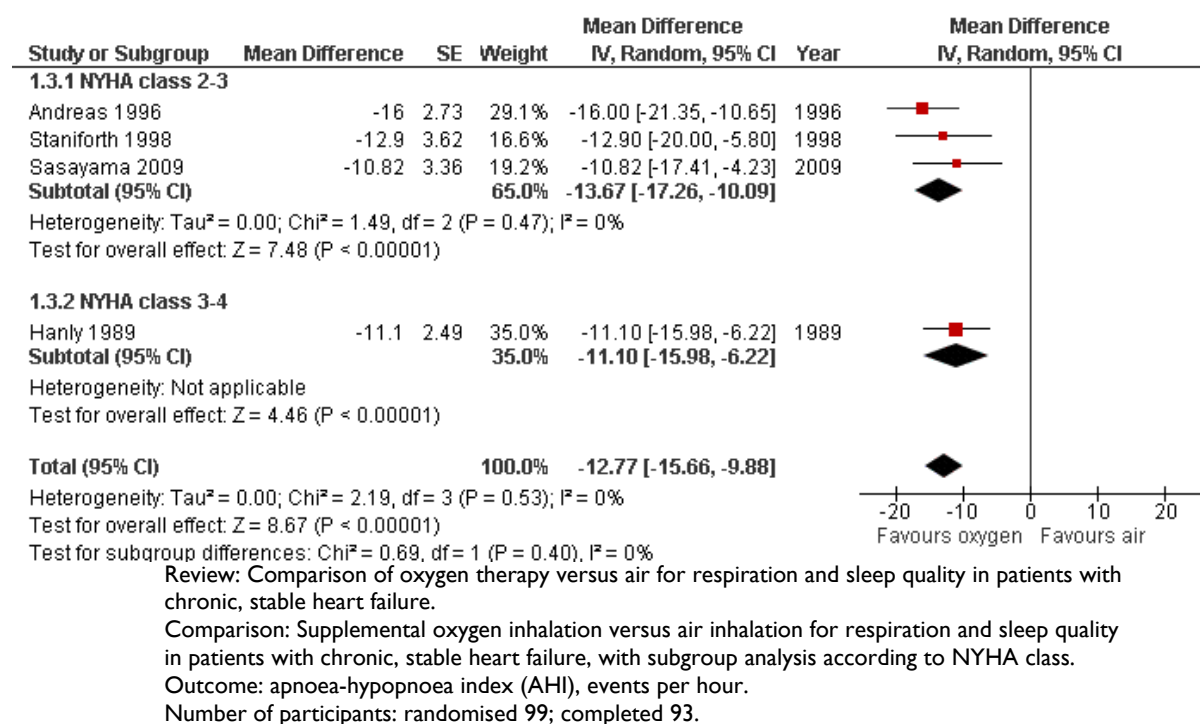 Mean Difference Mean Difference
Study or Subgroup Mean Difference SE Weight IV, Random, 95% CI Year IV, Random, 95% CI
1.3.1 NYHA class 2-3
Andreas 1996 -16 2.73 29.1% -16.00 [-21.35, -10.65] 1996
Staniforth 1998 -12.9 3.62 16.6% -12.90 [-20.00, -5.80] 1998
Sasayama 2009 -10.82 3.36 19.2% -10.82 [-17.41, -4.23] 2009
Subtotal (95% CI) 65.0% -13.67 [-17.26, -10.09]
Heterogeneity: Tau² = 0.00; Chi² = 1.49, df = 2 (P = 0.47); I² = 0%
Test for overall effect: Z = 7.48 (P < 0.00001)
1.3.2 NYHA class 3-4
Hanly 1989 -11.1 2.49 35.0% -11.10 [-15.98, -6.22] 1989
Subtotal (95% CI) 35.0% -11.10 [-15.98, -6.22]
Heterogeneity: Not applicable
Test for overall effect: Z = 4.46 (P < 0.00001)
Total (95% CI) 100.0% -12.77 [-15.66, -9.88]
Heterogeneity: Tau² = 0.00; Chi² = 2.19, df = 3 (P = 0.53); I² = 0%
Test for overall effect: Z = 8.67 (P < 0.00001)
Test for subgroup differences: Chi² = 0.69, df = 1 (P = 0.40), I² = 0%
-20 -10 0 10 20
Favours oxygen Favours air
Review: Comparison of oxygen therapy versus air for respiration and sleep quality in patients with
chronic, stable heart failure.
Comparison: Supplemental oxygen inhalation versus air inhalation for respiration and sleep quality
in patients with chronic, stable heart failure, with subgroup analysis according to NYHA class.
Outcome: apnoea-hypopnoea index (AHI), events per hour.
Number of participants: randomised 99; completed 93.